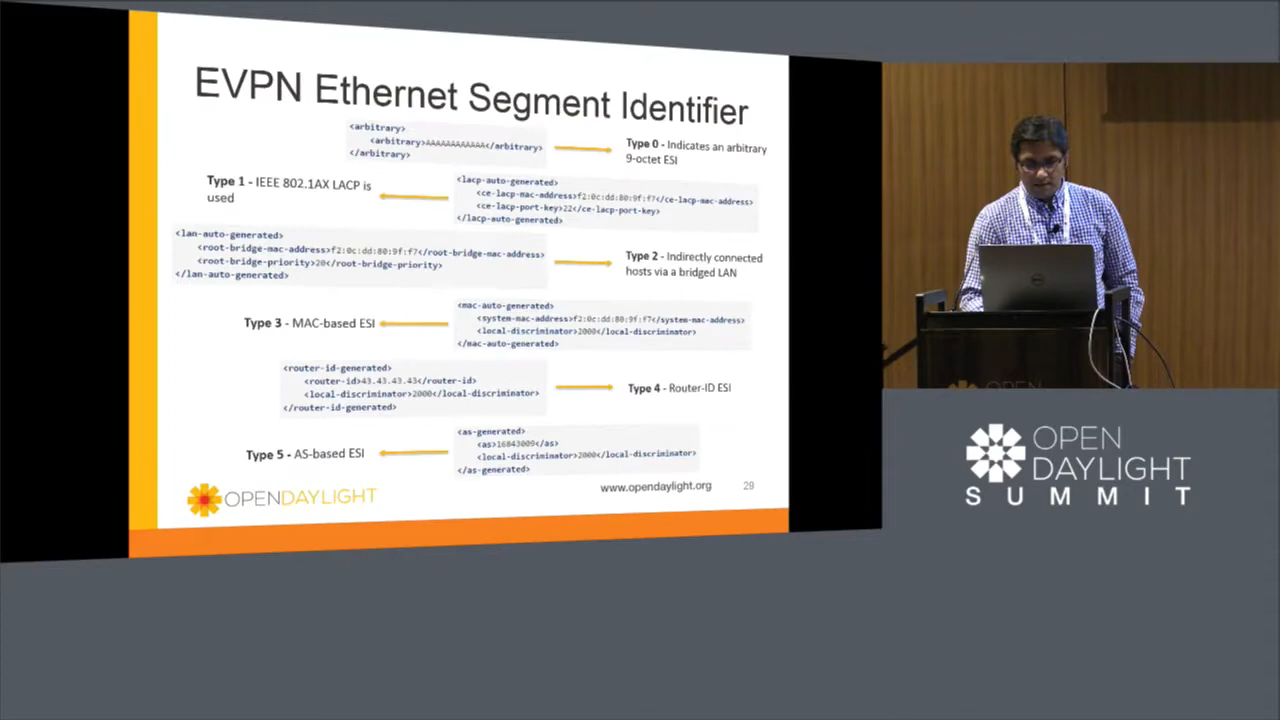 EVPN Ethernet Segment Identifier
<arbitrary>
<arbitrary>AAAAAAAAAAAA</arbitrary>
</arbitrary>
Type 0 - Indicates an arbitrary
9-octet ESI
Type 1 - IEEE 802.1AX LACP is
used
<lacp-auto-generated>
<ce-lacp-mac-address>f2:0c:dd:80:9f:f7</ce-lacp-mac-address>
<ce-lacp-port-key>22</ce-lacp-port-key>
</lacp-auto-generated>
<lan-auto-generated>
<root-bridge-mac-address>f2:0c:dd:80:9f:f7</root-bridge-mac-address>
<root-bridge-priority>20</root-bridge-priority>
</lan-auto-generated>
Type 2 - Indirectly connected
hosts via a bridged LAN
Type 3 - MAC-based ESI
<mac-auto-generated>
<system-mac-address>f2:0c:dd:80:9f:f7</system-mac-address>
<local-discriminator>2000</local-discriminator>
</mac-auto-generated>
<router-id-generated>
<router-id>43.43.43.43</router-id>
<local-discriminator>2000</local-discriminator>
</router-id-generated>
Type 4 - Router-ID ESI
Type 5 - AS-based ESI
<as-generated>
<as>16843009</as>
<local-discriminator>2000</local-discriminator>
</as-generated>
OPENDAYLIGHT
www.opendaylight.org
29
DELL
OPEN
OPEN
DAYLIGHT
SUMMIT